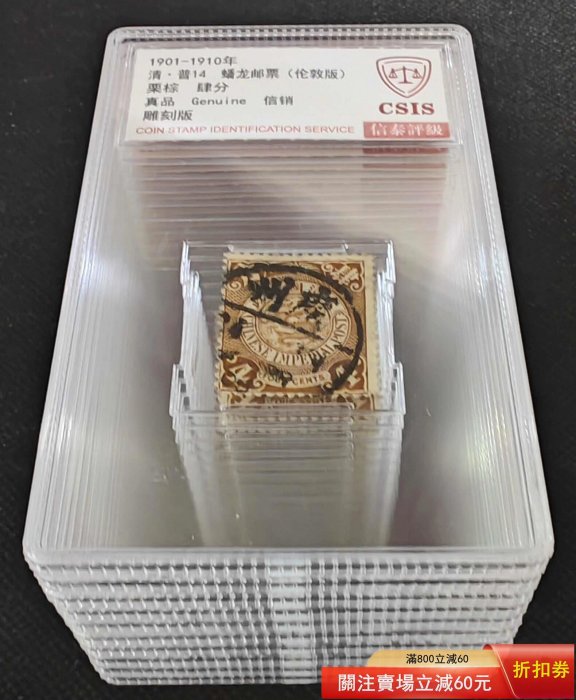 1901-1910年
清·普14 蟠龙邮票（伦敦版）
栗棕 肆分
真品 Genuine 信销
雕刻版
COIN STAMP IDENTIFICATION SERVICE
CSIS
信泰評級
CHINESE IMPERIAL POST
4 CENTS 4
滿800立減60
關注賣場立減60元
折扣券